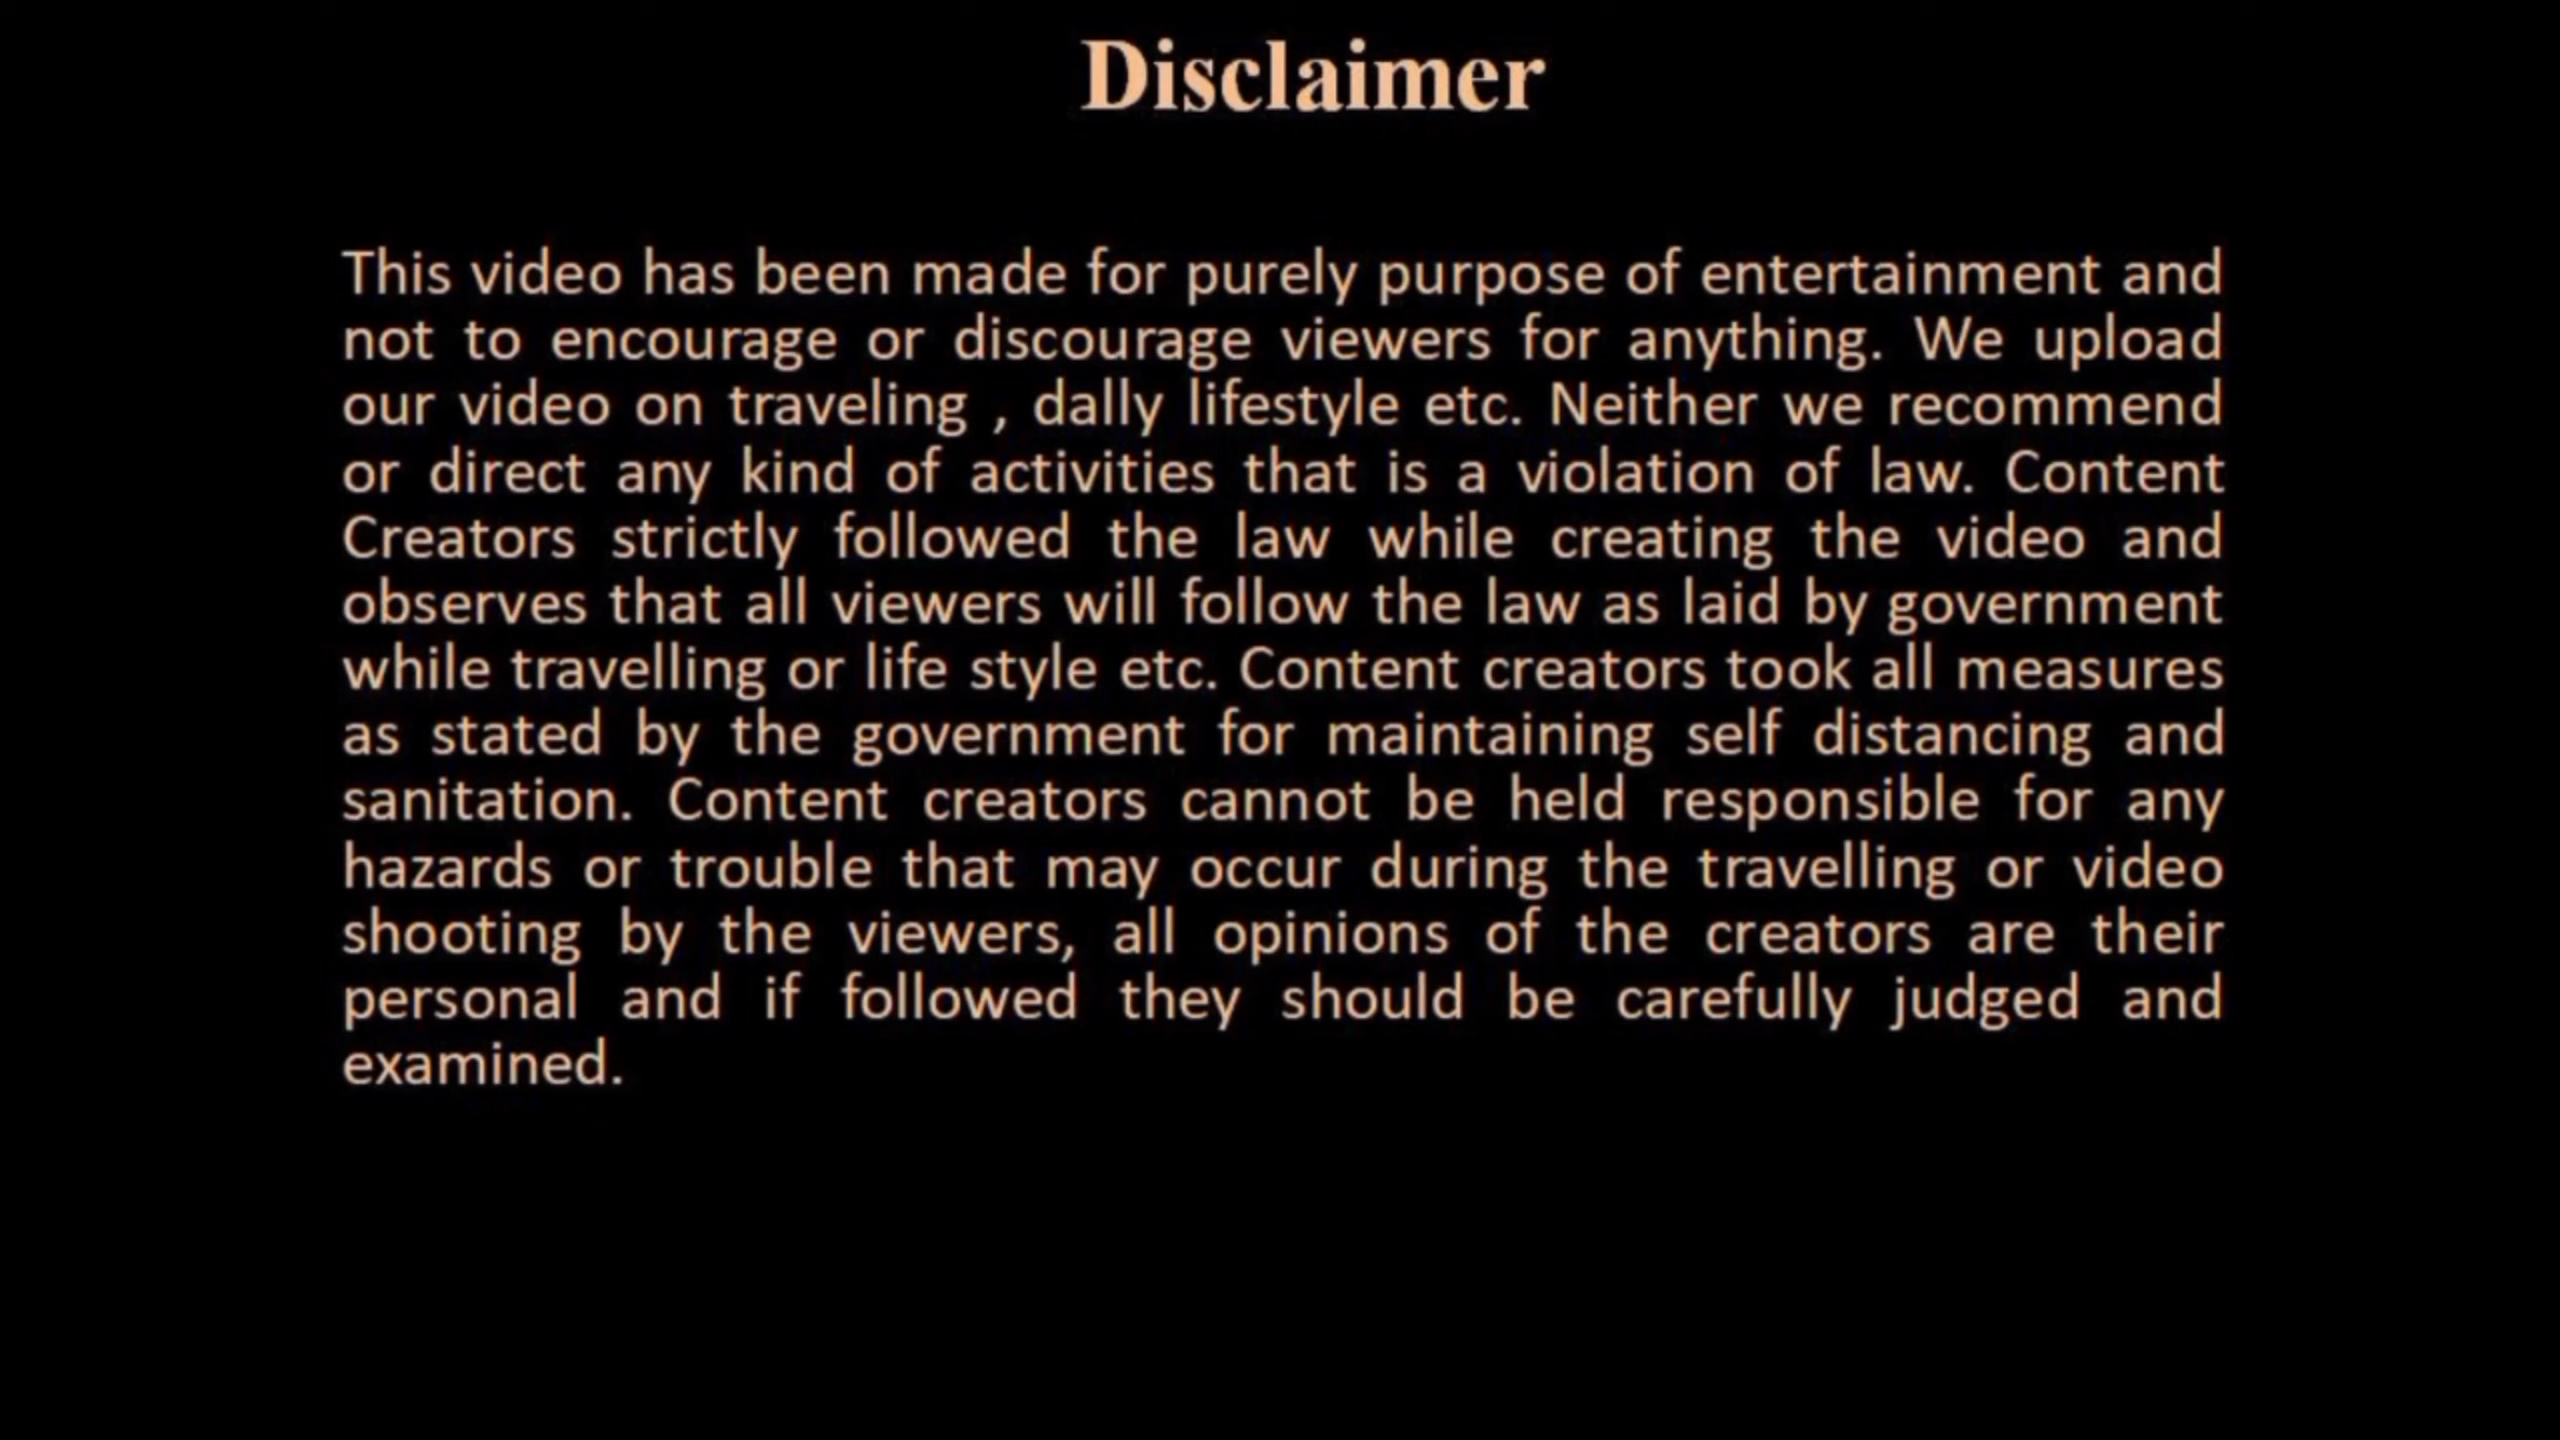 Disclaimer
This video has been made for purely purpose of entertainment and
not to encourage or discourage viewers for anything. We upload
our video on traveling , dally lifestyle etc. Neither we recommend
or direct any kind of activities that is a violation of law. Content
Creators strictly followed the law while creating the video and
observes that all viewers will follow the law as laid by government
while travelling or life style etc. Content creators took all measures
as stated by the government for maintaining self distancing and
sanitation. Content creators cannot be held responsible for any
hazards or trouble that may occur during the travelling or video
shooting by the viewers, all opinions of the creators are their
personal and if followed they should be carefully judged and
examined.